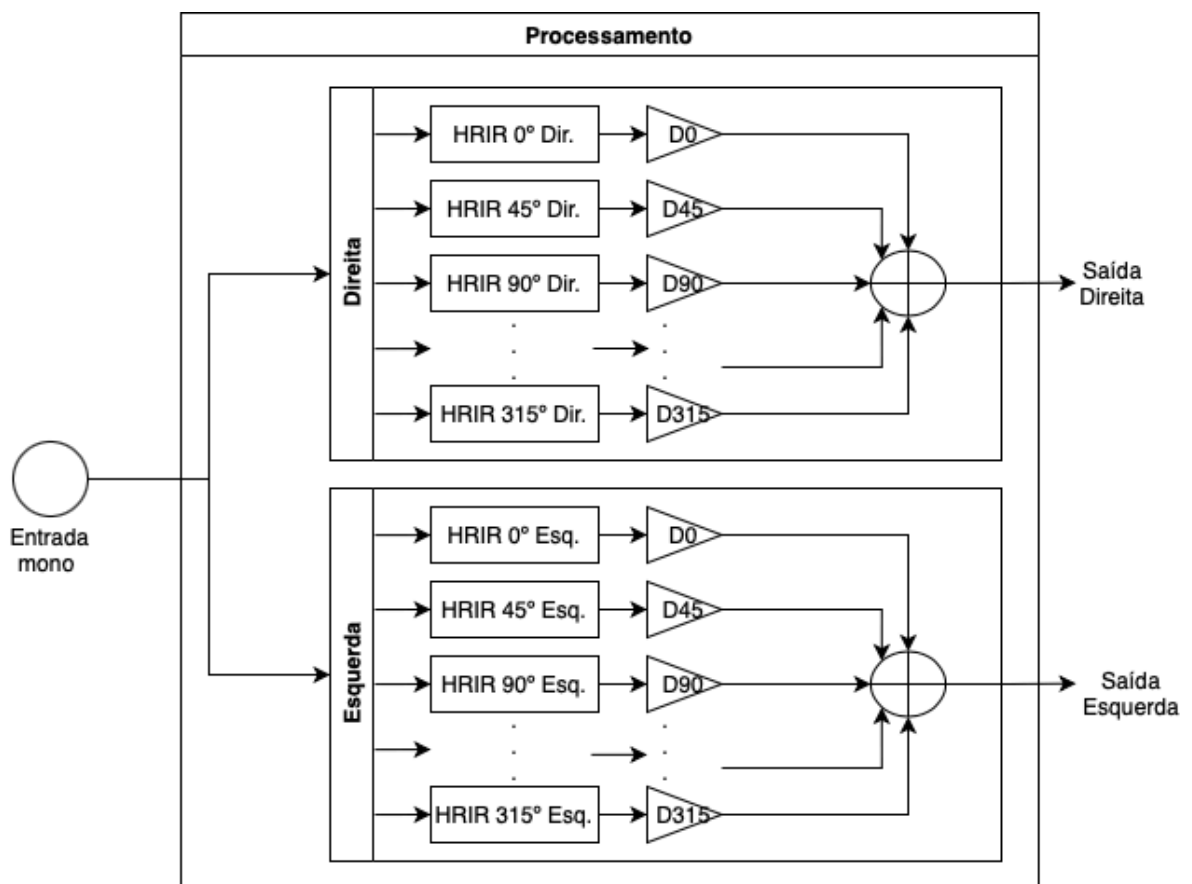 Processamento
Direita
HRIR 0º Dir.
D0
HRIR 45º Dir.
D45
HRIR 90º Dir.
D90
HRIR 315º Dir.
D315
Saída
Direita
Entrada
mono
Esquerda
HRIR 0º Esq.
D0
HRIR 45º Esq.
D45
HRIR 90º Esq.
D90
HRIR 315º Esq.
D315
Saída
Esquerda